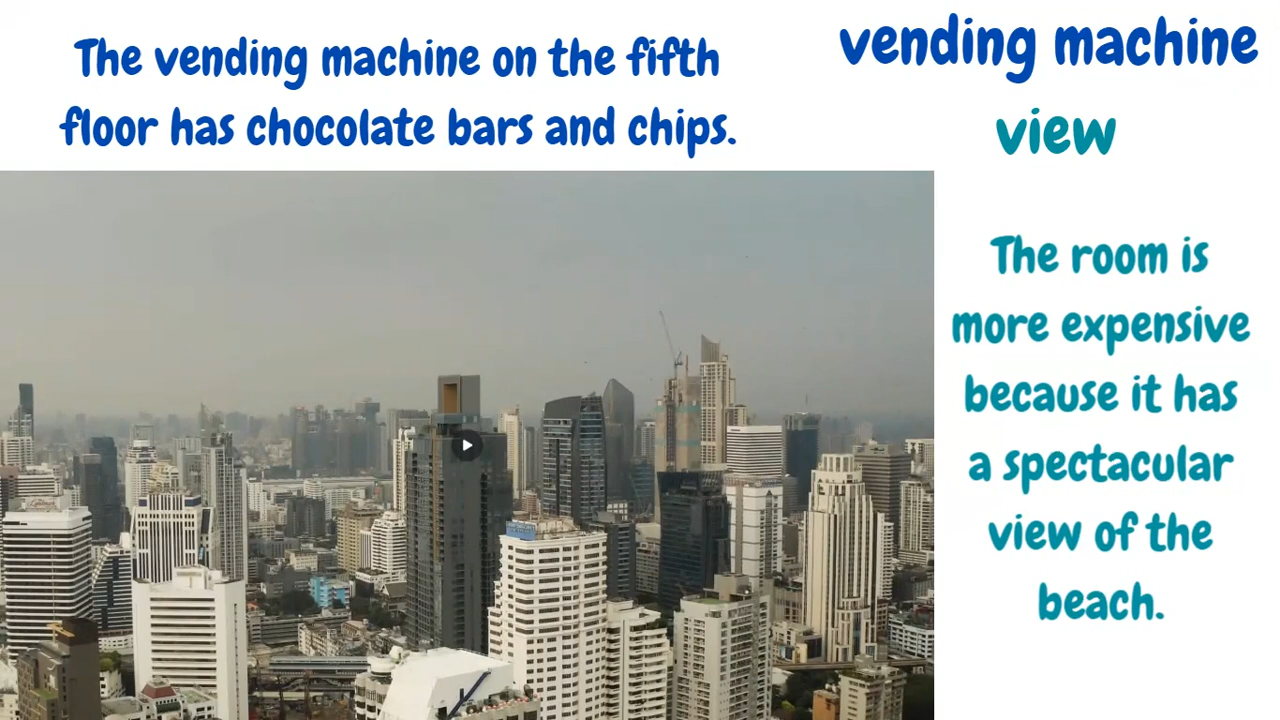 The vending machine on the fifth
floor has chocolate bars and chips.
vending machine
view
The room is
more expensive
because it has
a spectacular
view of the
beach.